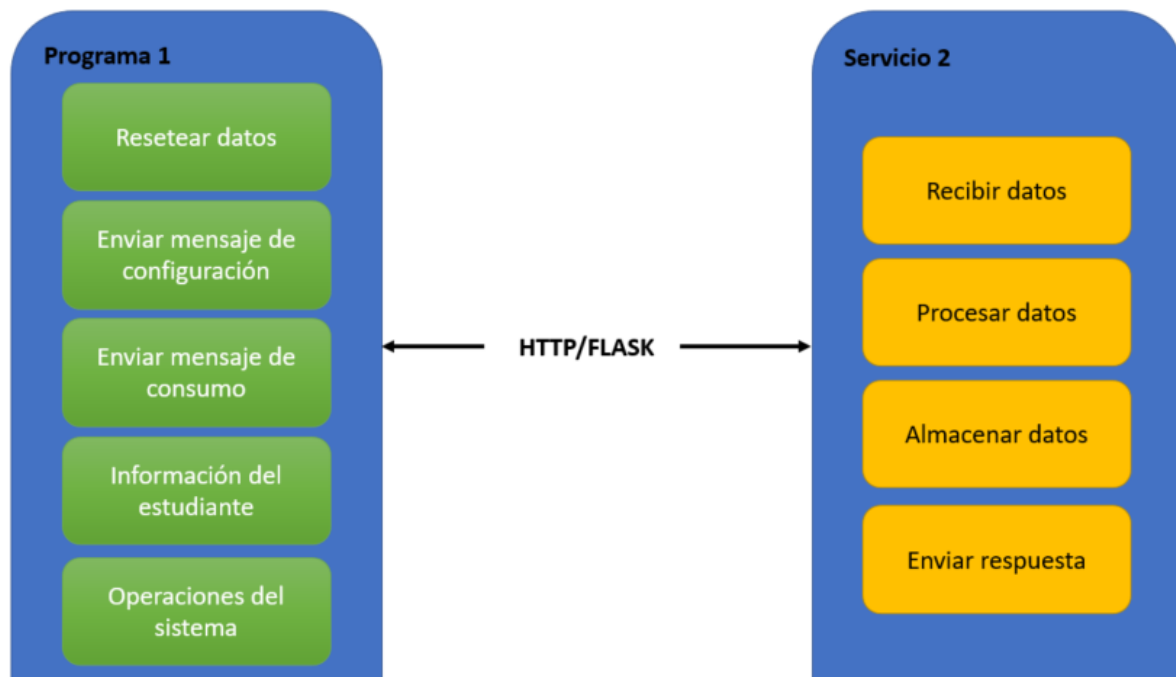 Programa 1
Resetear datos
Enviar mensaje de
configuración
Enviar mensaje de
consumo
Información del
estudiante
Operaciones del
sistema
HTTP/FLASK
Servicio 2
Recibir datos
Procesar datos
Almacenar datos
Enviar respuesta